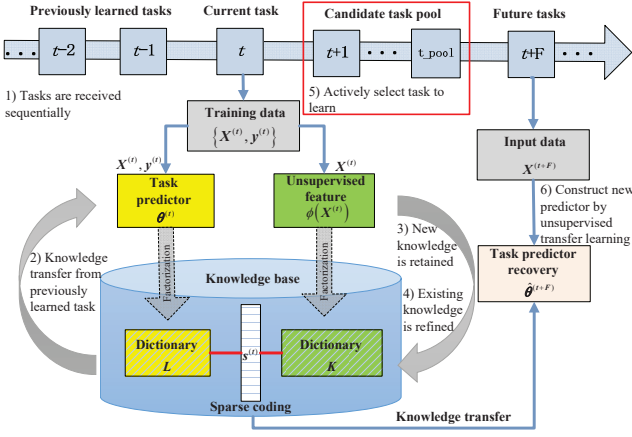 Previously learned tasks
Current task
Candidate task pool
Future tasks
t-2
t-1
t
t+1
t_pool
t+F
1) Tasks are received
sequentially
5) Actively select task to
learn
Training data
{X^(t), y^(t)}
Input data
X^(t+F)
X^(t), y^(t)
X^(t)
Task
predictor
θ^(t)
Unsupervised
feature
ϕ(X^(t))
6) Construct new
predictor by
unsupervised
transfer learning
3) New
knowledge
is retained
2) Knowledge
transfer from
previously
learned task
Factorization
Factorization
Knowledge base
4) Existing
knowledge
is refined
Task predictor
recovery
θ̂^(t+F)
Dictionary
L
s^(t)
Dictionary
K
Sparse coding
Knowledge transfer